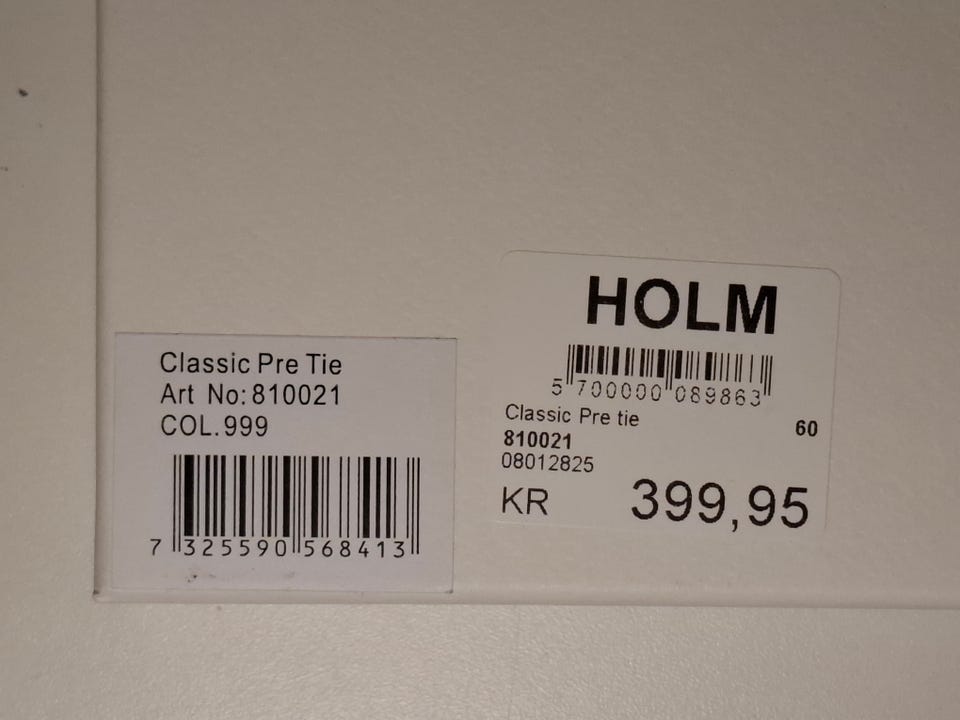 Classic Pre Tie
Art No:810021
COL.999
7 325590 568413
HOLM
5 700000 089863
Classic Pre tie
60
810021
08012825
KR 399,95